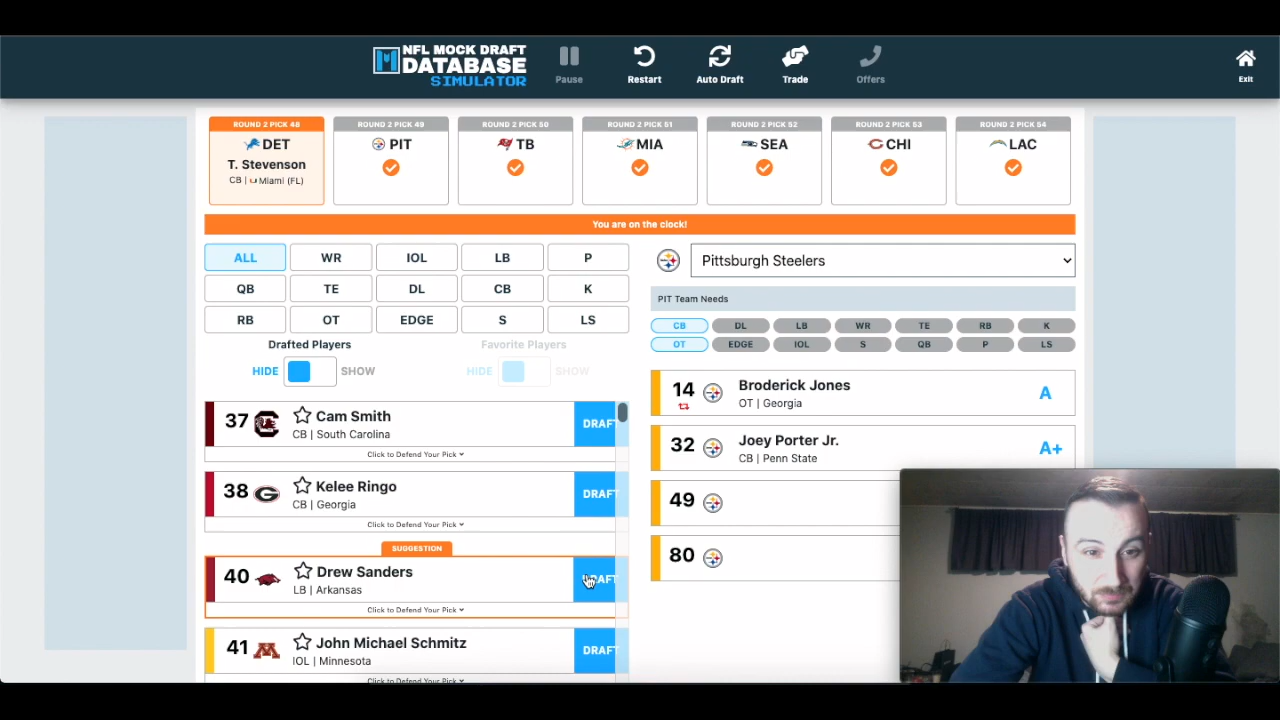 NFL MOCK DRAFT
DATABASE
SIMULATOR
Pause
Restart
Auto Draft
Trade
Offers
Exit
ROUND 2 PICK 48
DET
T. Stevenson
CB | Miami (FL)
ROUND 2 PICK 49
PIT
ROUND 2 PICK 50
TB
ROUND 2 PICK 51
MIA
ROUND 2 PICK 52
SEA
ROUND 2 PICK 53
CHI
ROUND 2 PICK 54
LAC
You are on the clock!
ALL WR IOL LB P
QB TE DL CB K
RB OT EDGE S LS
Drafted Players
HIDE SHOW
Favorite Players
HIDE SHOW
37 Cam Smith
CB | South Carolina
DRAFT
Click to Defend Your Pick
38 Kelee Ringo
CB | Georgia
DRAFT
Click to Defend Your Pick
SUGGESTION
40 Drew Sanders
LB | Arkansas
DRAFT
Click to Defend Your Pick
41 John Michael Schmitz
IOL | Minnesota
DRAFT
Click to Defend Your Pick
Pittsburgh Steelers
PIT Team Needs
CB DL LB WR TE RB K
OT EDGE IOL S QB P LS
14 Broderick Jones
OT | Georgia
A
32 Joey Porter Jr.
CB | Penn State
A+
49
80